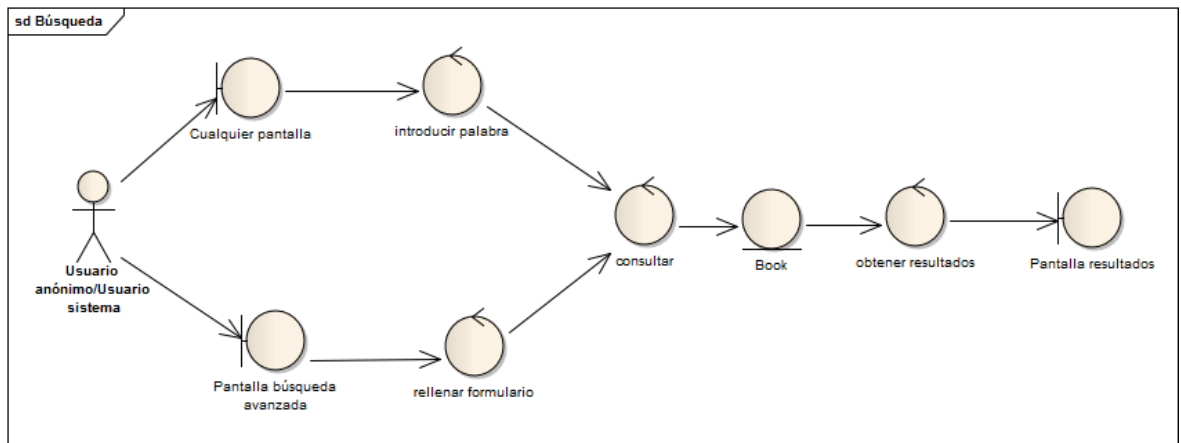 sd Búsqueda
Cualquier pantalla
introducir palabra
Usuario
anónimo/Usuario
sistema
consultar
Book
obtener resultados
Pantalla resultados
Pantalla búsqueda
avanzada
rellenar formulario